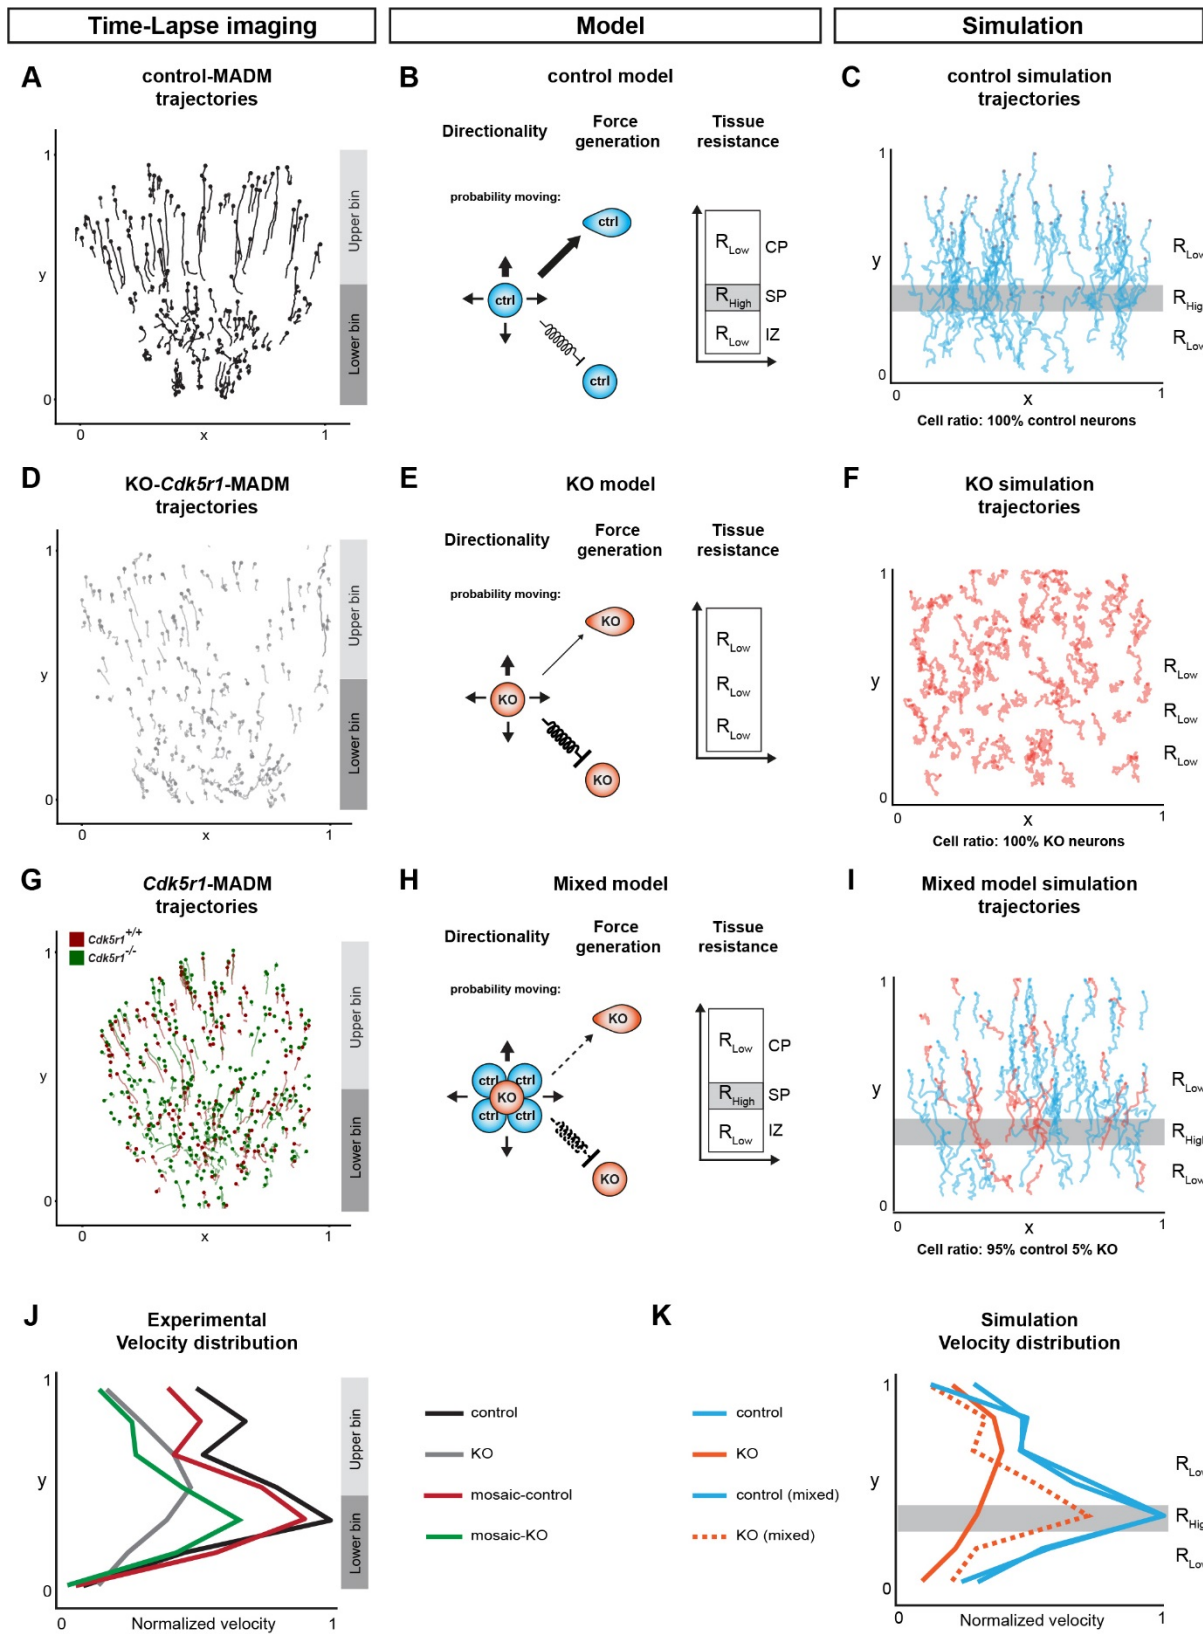 Time-Lapse imaging
Model
Simulation
A
control-MADM
trajectories
1
y
0
0
x
1
Upper bin
Lower bin
B
control model
Directionality
Force
generation
Tissue
resistance
probability moving:
ctrl
ctrl
ctrl
RLow
CP
RHigh
SP
RLow
IZ
C
control simulation
trajectories
1
y
0
0
x
1
RLow
RHigh
RLow
Cell ratio: 100% control neurons
D
KO-Cdk5r1-MADM
trajectories
1
y
0
0
x
1
Upper bin
Lower bin
E
KO model
Directionality
Force
generation
Tissue
resistance
probability moving:
KO
KO
KO
RLow
RLow
RLow
F
KO simulation
trajectories
1
y
0
0
x
1
RLow
RLow
RLow
Cell ratio: 100% KO neurons
G
Cdk5r1-MADM
trajectories
Cdk5r1+/+
Cdk5r1-/-
1
y
0
0
x
1
Upper bin
Lower bin
H
Mixed model
Directionality
Force
generation
Tissue
resistance
probability moving:
KO
ctrl ctrl
KO
ctrl ctrl
KO
RLow
CP
RHigh
SP
RLow
IZ
I
Mixed model simulation
trajectories
1
y
0
0
x
1
RLow
RHigh
RLow
Cell ratio: 95% control 5% KO
J
Experimental
Velocity distribution
1
y
0
0
Normalized velocity
1
Upper bin
Lower bin
control
KO
mosaic-control
mosaic-KO
K
Simulation
Velocity distribution
control
KO
control (mixed)
KO (mixed)
1
y
0
0
Normalized velocity
1
RLow
RHigh
RLow